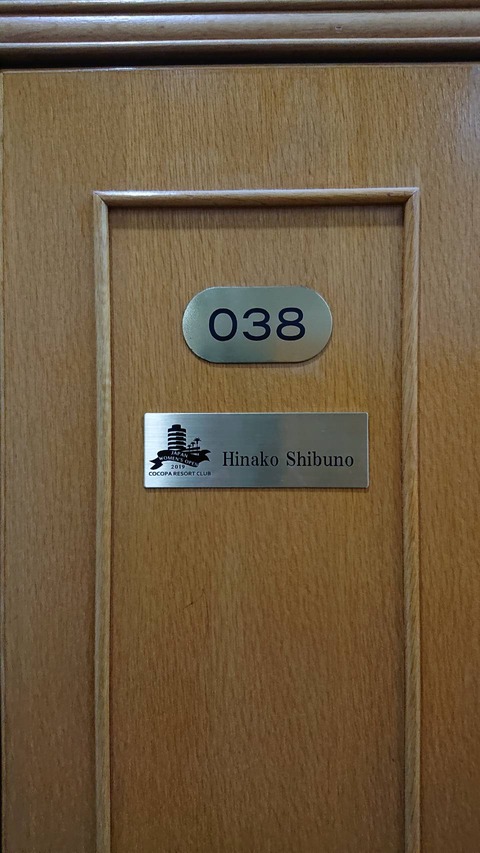 038
JAPAN
WOMEN'S OPEN
2019
COCOPA RESORT CLUB
Hinako Shibuno